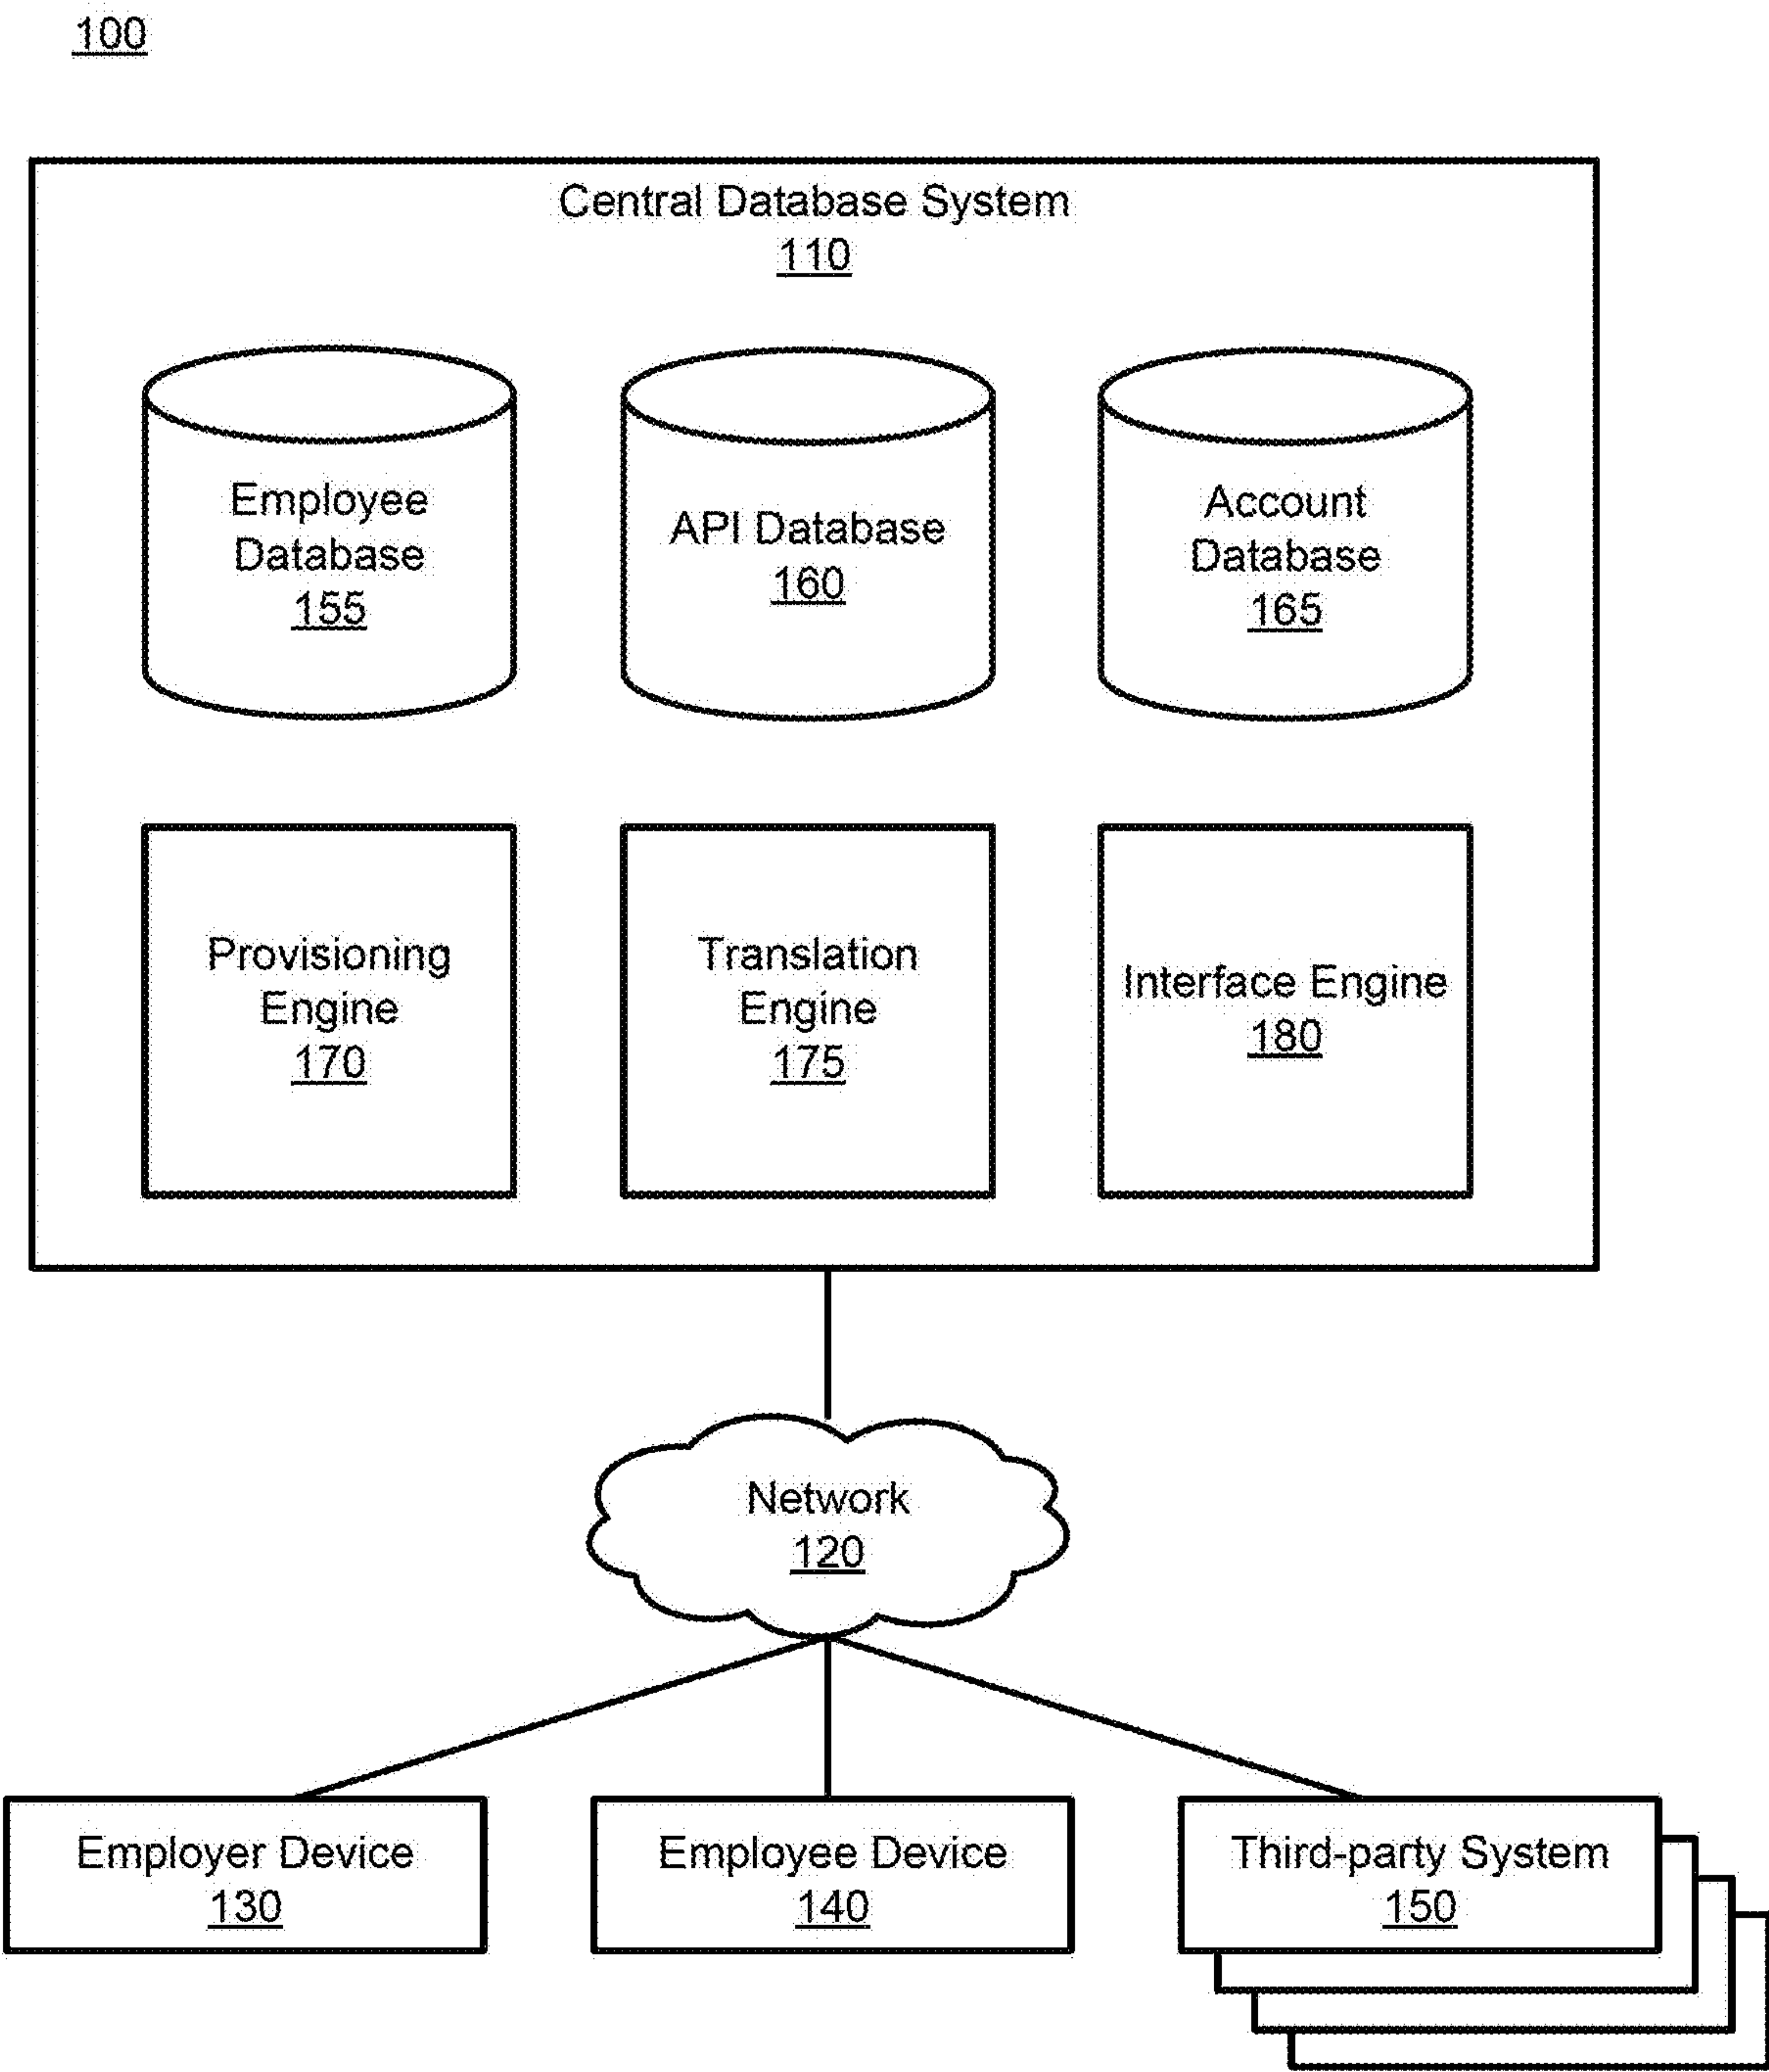 100
Central Database System
110
Employee
Database
155
API Database
160
Account
Database
165
Provisioning
Engine
170
Translation
Engine
175
Interface Engine
180
Network
120
Employer Device
130
Employee Device
140
Third-party System
150